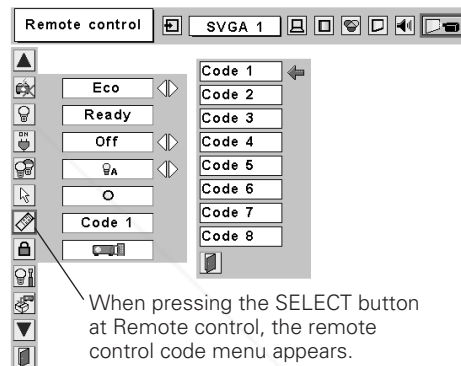 Remote control
SVGA 1
Eco
Ready
ON
Off
A
Code 1
Code 1
Code 2
Code 3
Code 4
Code 5
Code 6
Code 7
Code 8
When pressing the SELECT button
at Remote control, the remote
control code menu appears.